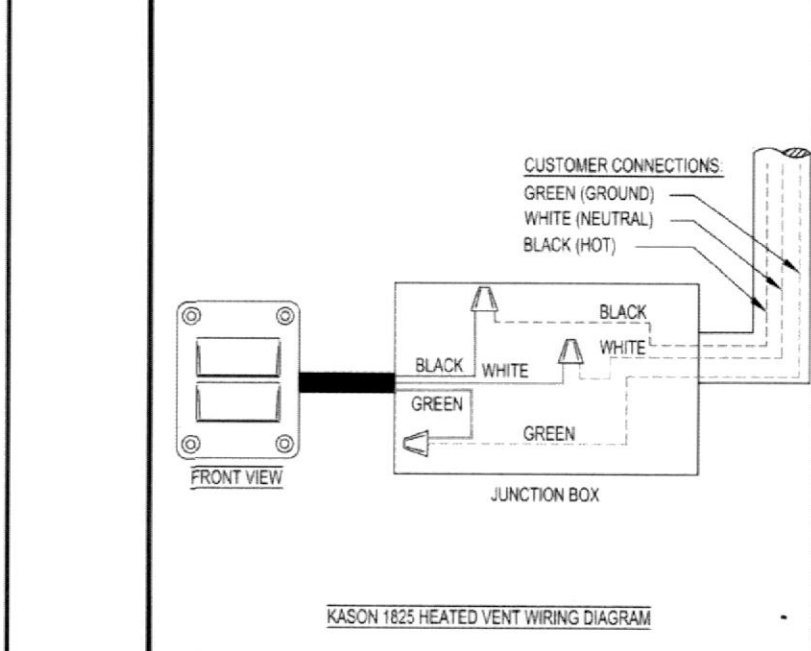 CUSTOMER CONNECTIONS:
GREEN (GROUND)
WHITE (NEUTRAL)
BLACK (HOT)
BLACK
WHITE
BLACK
WHITE
GREEN
GREEN
FRONT VIEW
JUNCTION BOX
KASON 1825 HEATED VENT WIRING DIAGRAM